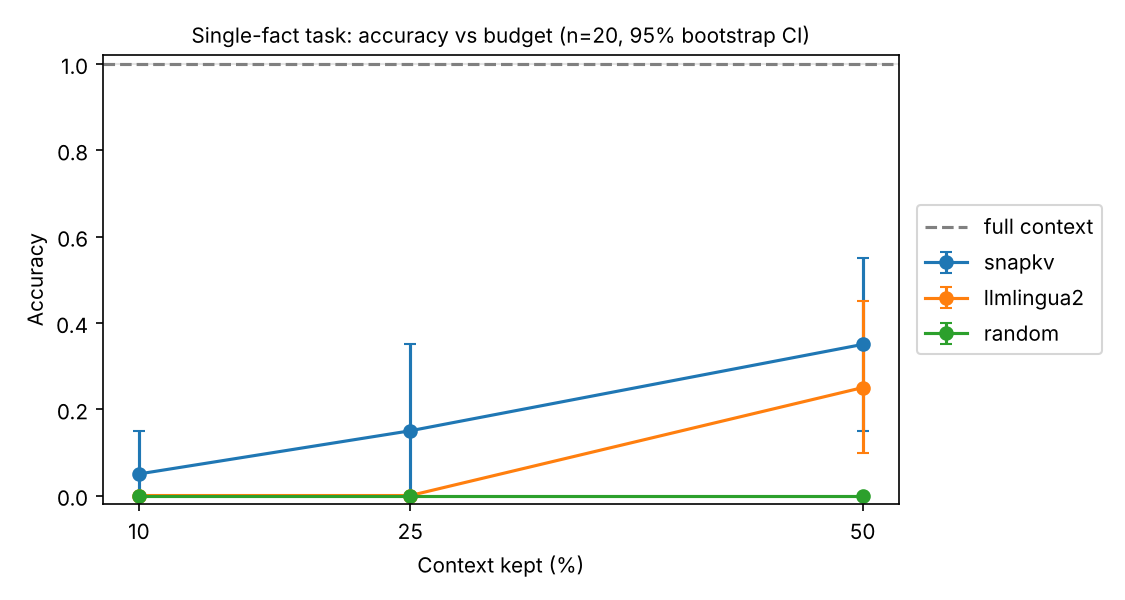 Single-fact task: accuracy vs budget (n=20, 95% bootstrap CI)
1.0
0.8
0.6
0.4
0.2
0.0
Accuracy
10
25
50
Context kept (%)
full context
snapkv
llmlingua2
random